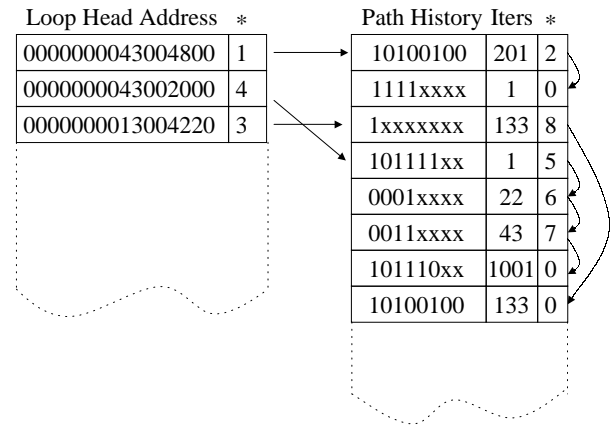 Loop Head Address *
0000000043004800 1
0000000043002000 4
0000000013004220 3
Path History Iters *
10100100 201 2
1111xxxx 1 0
1xxxxxxx 133 8
101111xx 1 5
0001xxxx 22 6
0011xxxx 43 7
101110xx 1001 0
10100100 133 0